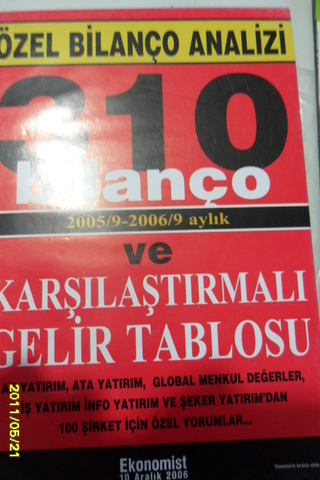 ÖZEL BİLANÇO ANALİZİ
310
bilanço
2005/9-2006/9 aylık
ve
KARŞILAŞTIRMALI
GELİR TABLOSU
YATIRIM, ATA YATIRIM, GLOBAL MENKUL DEĞERLER,
İŞ YATIRIM İNFO YATIRIM VE ŞEKER YATIRIM'DAN
100 ŞİRKET İÇİN ÖZEL YORUMLAR...
Ekonomist
10 Aralık 2006
2011/05/21